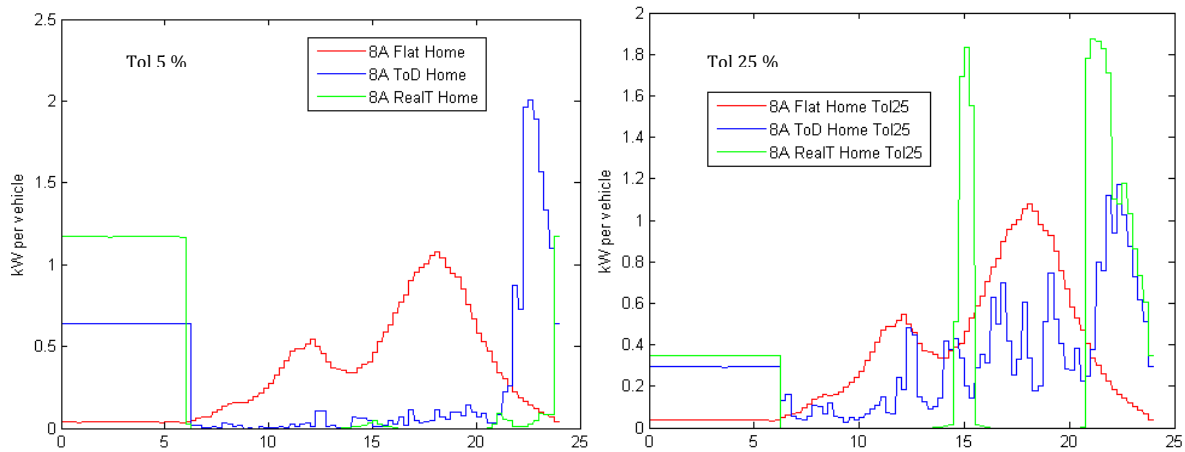 Tol 5 %
8A Flat Home
8A ToD Home
8A RealT Home
kW per vehicle
2.5
2
1.5
1
0.5
0
0 5 10 15 20 25
Tol 25 %
8A Flat Home Tol25
8A ToD Home Tol25
8A RealT Home Tol25
kW per vehicle
2
1.8
1.6
1.4
1.2
1
0.8
0.6
0.4
0.2
0
0 5 10 15 20 25